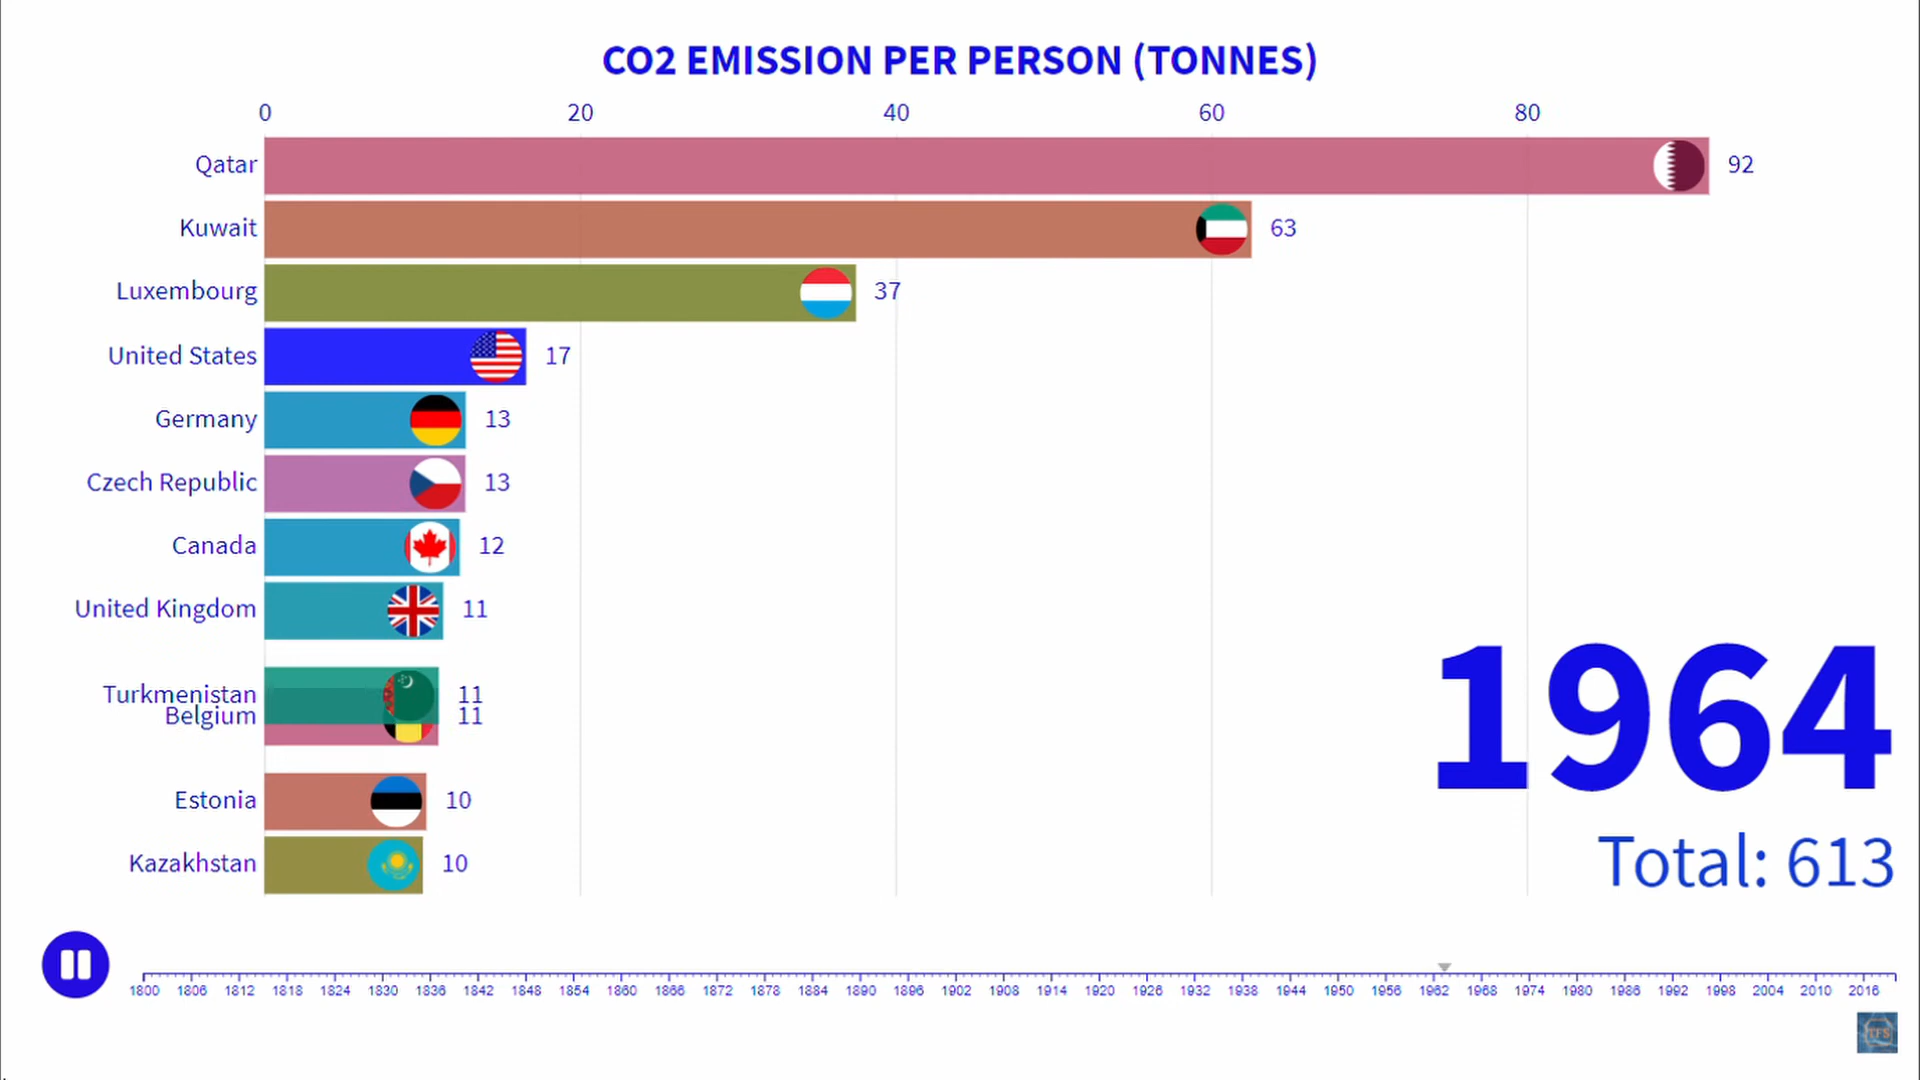 CO2 EMISSION PER PERSON (TONNES)
0 20 40 60 80
Qatar 92
Kuwait 63
Luxembourg 37
United States 17
Germany 13
Czech Republic 13
Canada 12
United Kingdom 11
Turkmenistan 11
Belgium 11
Estonia 10
Kazakhstan 10
1964
Total: 613
1800 1806 1812 1818 1824 1830 1836 1842 1848 1854 1860 1866 1872 1878 1884 1890 1896 1902 1908 1914 1920 1926 1932 1938 1944 1950 1956 1962 1968 1974 1980 1986 1992 1998 2004 2010 2016
TFS